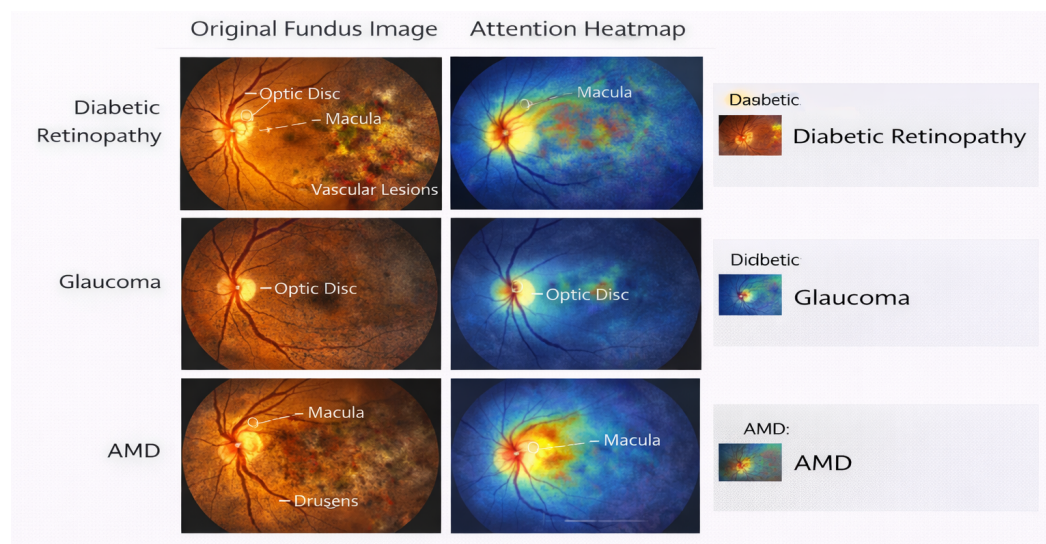 Original Fundus Image
Attention Heatmap
Diabetic
Retinopathy
Optic Disc
Macula
Vascular Lesions
Macula
Daabetic
Diabetic Retinopathy
Glaucoma
Optic Disc
Optic Disc
Didbetic
Glaucoma
AMD
Macula
Drusens
Macula
AMD:
AMD